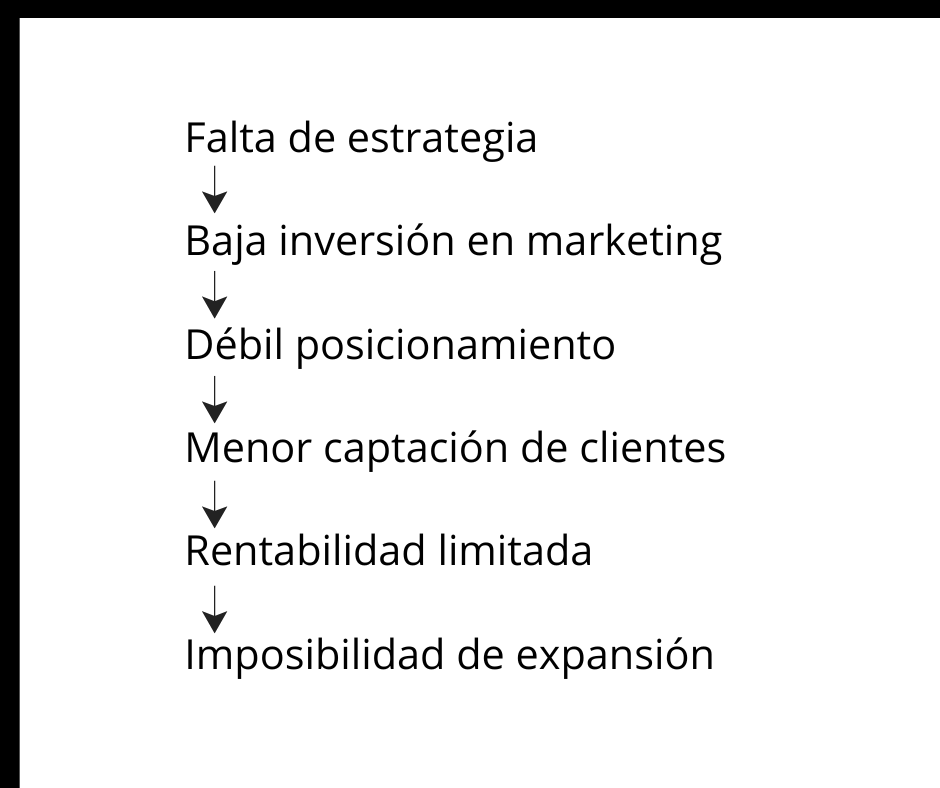 Falta de estrategia
Baja inversión en marketing
Débil posicionamiento
Menor captación de clientes
Rentabilidad limitada
Imposibilidad de expansión